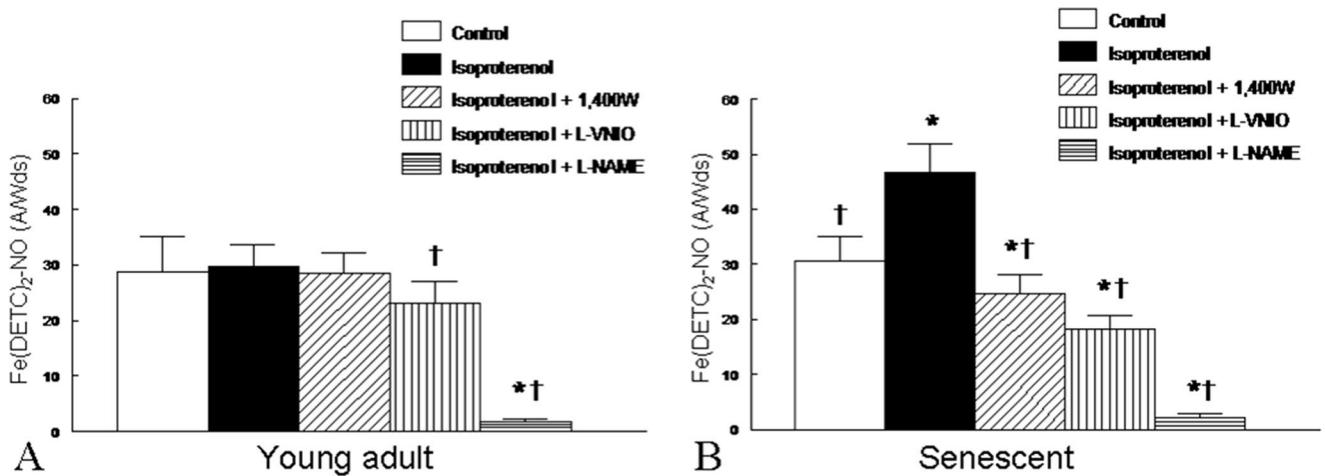 Control
Isoproterenol
Isoproterenol + 1,400W
Isoproterenol + L-VNIO
Isoproterenol + L-NAME
Fe(DETC)₂-NO (A/Wds)
60
50
40
30
20
10
0
†
*†
A
Young adult
Control
Isoproterenol
Isoproterenol + 1,400W
Isoproterenol +L-VNIO
Isoproterenol + L-NAME
Fe(DETC)₂-NO (A/Wds)
60
50
40
30
20
10
0
†
*
*†
*†
*†
B
Senescent